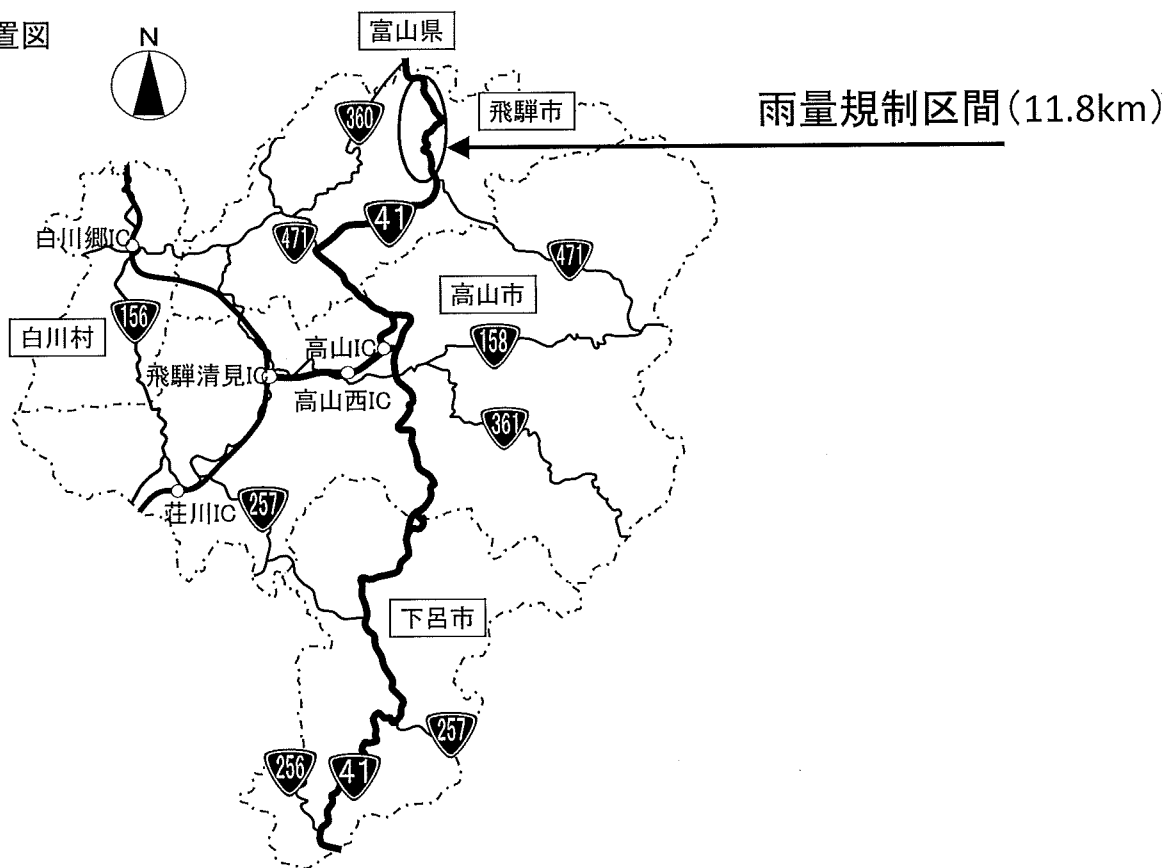 置図
N
富山県
飛騨市
雨量規制区間(11.8km)
360
41
471
471
白川郷IC
高山市
156
158
白川村
高山IC
飛騨清見IC
高山西IC
361
荘川IC
257
下呂市
257
256
41